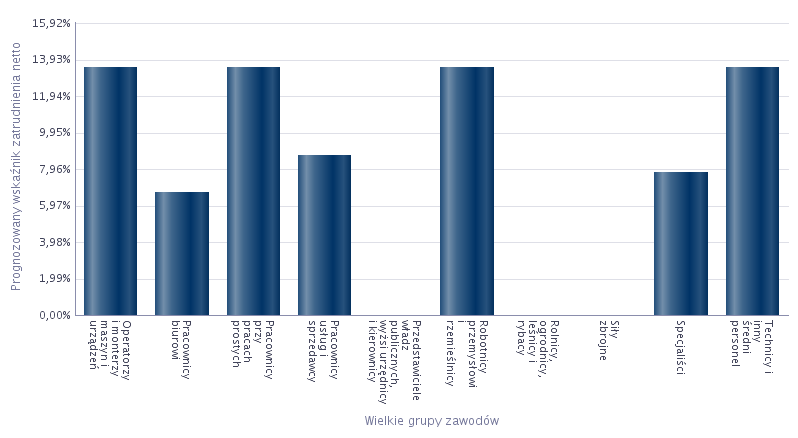 15,92%
13,93%
11,94%
9,95%
7,96%
5,97%
3,98%
1,99%
0,00%
Prognozowany wskaźnik zatrudnienia netto
Operatorzy
i monterzy
maszyn i
urządzeń
Pracownicy
biurowi
Pracownicy
przy
pracach
prostych
Pracownicy
usług i
sprzedawcy
Przedstawiciele
władz
publicznych,
wyżsi urzędnicy
i kierownicy
Robotnicy
przemysłowi
i
rzemieślnicy
Rolnicy,
ogrodnicy,
leśnicy i
rybacy
Siły
zbrojne
Specjaliści
Technicy i
inny
średni
personel
Wielkie grupy zawodów